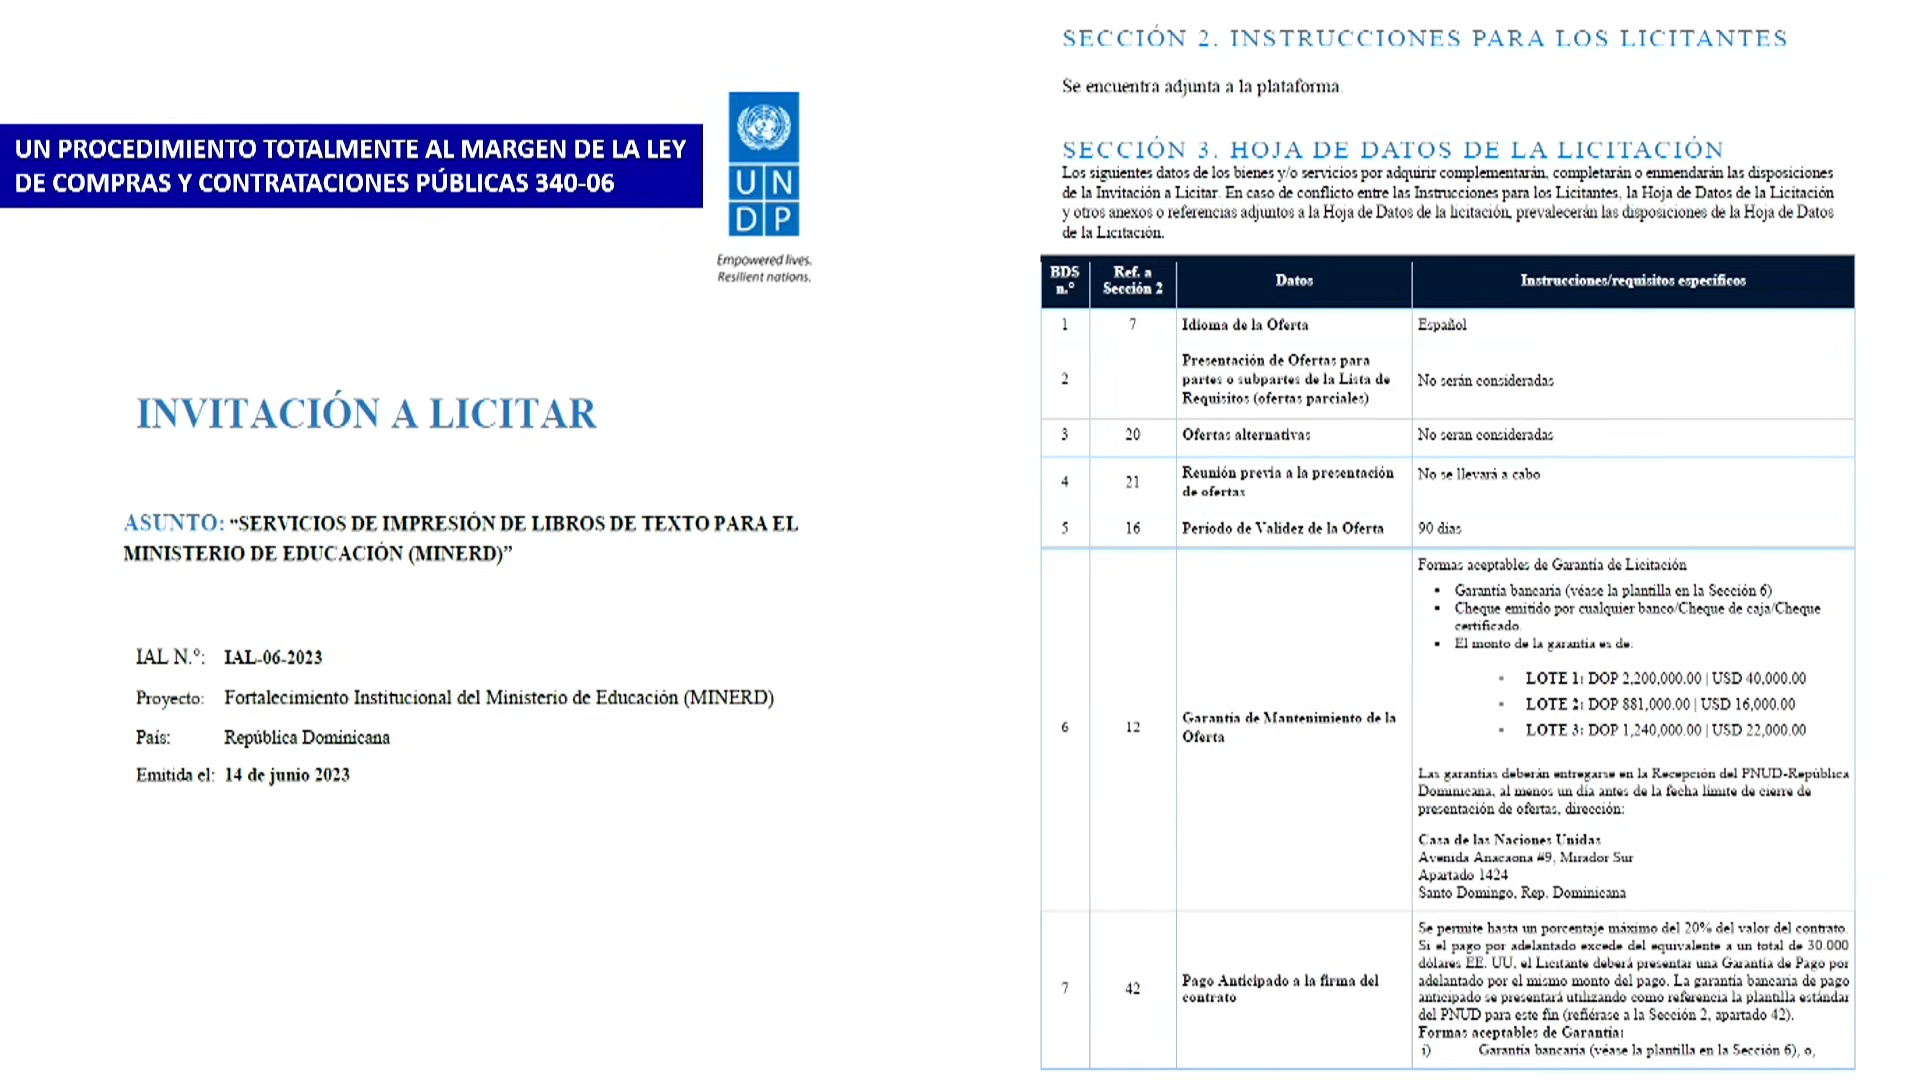 UN PROCEDIMIENTO TOTALMENTE AL MARGEN DE LA LEY
DE COMPRAS Y CONTRATACIONES PÚBLICAS 340-06
U N
D P
Empowered lives.
Resilient nations.
INVITACIÓN A LICITAR
ASUNTO: “SERVICIOS DE IMPRESIÓN DE LIBROS DE TEXTO PARA EL
MINISTERIO DE EDUCACIÓN (MINERD)”
IAL N.°: IAL-06-2023
Proyecto: Fortalecimiento Institucional del Ministerio de Educación (MINERD)
País: República Dominicana
Emitida el: 14 de junio 2023
SECCIÓN 2. INSTRUCCIONES PARA LOS LICITANTES
Se encuentra adjunta a la plataforma.
SECCIÓN 3. HOJA DE DATOS DE LA LICITACIÓN
Los siguientes datos de los bienes y/o servicios por adquirir complementarán, completarán o enmendarán las disposiciones
de la Invitación a Licitar. En caso de conflicto entre las Instrucciones para los Licitantes, la Hoja de Datos de la Licitación
y otros anexos o referencias adjuntos a la Hoja de Datos de la licitación, prevalecerán las disposiciones de la Hoja de Datos
de la Licitación.
BDS n.° Ref. a Sección 2 Datos Instrucciones/requisitos específicos
1 7 Idioma de la Oferta Español
2 Presentación de Ofertas para
partes o subpartes de la Lista de
Requisitos (ofertas parciales) No serán consideradas
3 20 Ofertas alternativas No seran consideradas
4 21 Reunión previa a la presentación
de ofertas No se llevará a cabo
5 16 Periodo de Validez de la Oferta 90 dias
6 12 Garantía de Mantenimiento de la
Oferta
Formas aceptables de Garantía de Licitación
▪ Garantía bancaria (véase la plantilla en la Sección 6)
▪ Cheque emitido por cualquier banco/Cheque de caja/Cheque
certificado.
▪ El monto de la garantía es de:
▪ LOTE 1: DOP 2,200,000.00 | USD 40,000.00
▪ LOTE 2: DOP 881,000.00 | USD 16,000.00
▪ LOTE 3: DOP 1,240,000.00 | USD 22,000.00
Las garantías deberán entregarse en la Recepción del PNUD-República
Dominicana, al menos un día antes de la fecha límite de cierre de
presentación de ofertas, dirección:
Casa de las Naciones Unidas
Avenida Anacaona #9, Mirador Sur
Apartado 1424
Santo Domingo, Rep. Dominicana
7 42 Pago Anticipado a la firma del
contrato
Se permite hasta un porcentaje máximo del 20% del valor del contrato.
Si el pago por adelantado excede del equivalente a un total de 30.000
dólares EE. UU, el Licitante deberá presentar una Garantía de Pago por
adelantado por el mismo monto del pago. La garantía bancaria de pago
anticipado se presentará utilizando como referencia la plantilla estándar
del PNUD para este fin (refiérase a la Sección 2, apartado 42).
Formas aceptables de Garantía:
i) Garantía bancaria (véase la plantilla en la Sección 6), o,